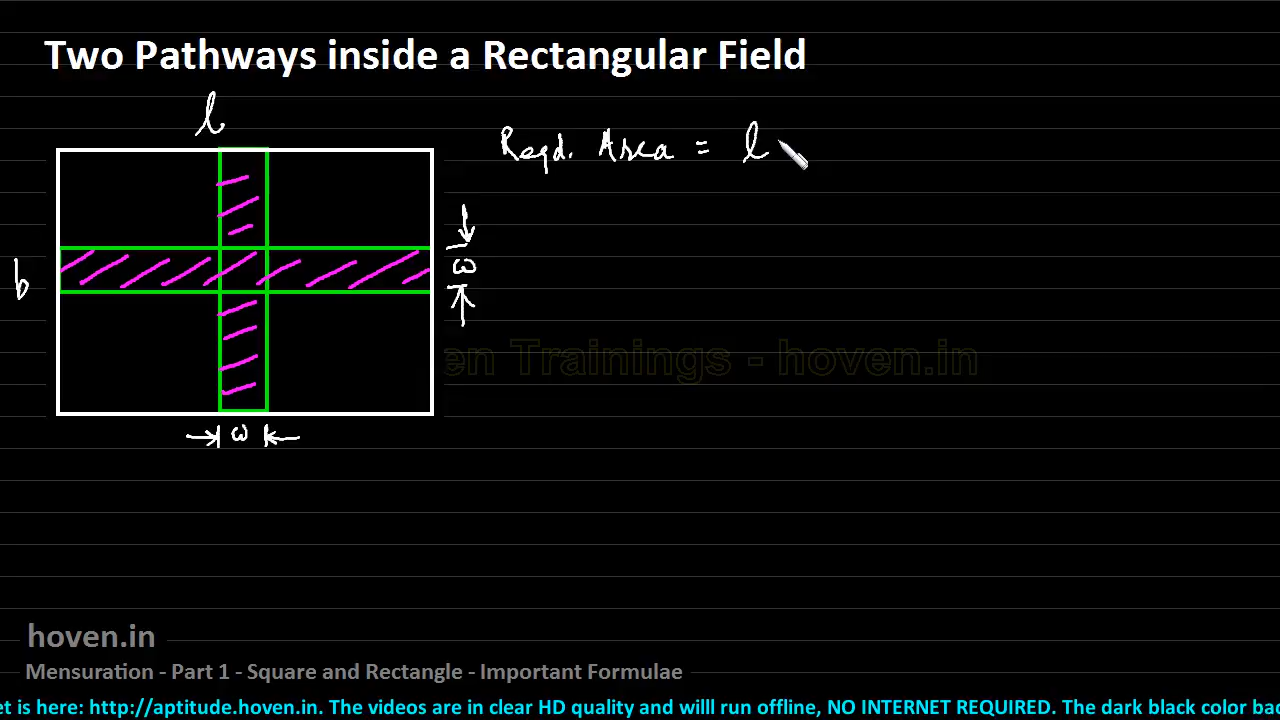 Two Pathways inside a Rectangular Field
l
Reqd. Area = l
b
ω
en Trainings - hoven.in
ω
hoven.in
Mensuration - Part 1 - Square and Rectangle - Important Formulae
et is here: http://aptitude.hoven.in. The videos are in clear HD quality and willl run offline, NO INTERNET REQUIRED. The dark black color bac